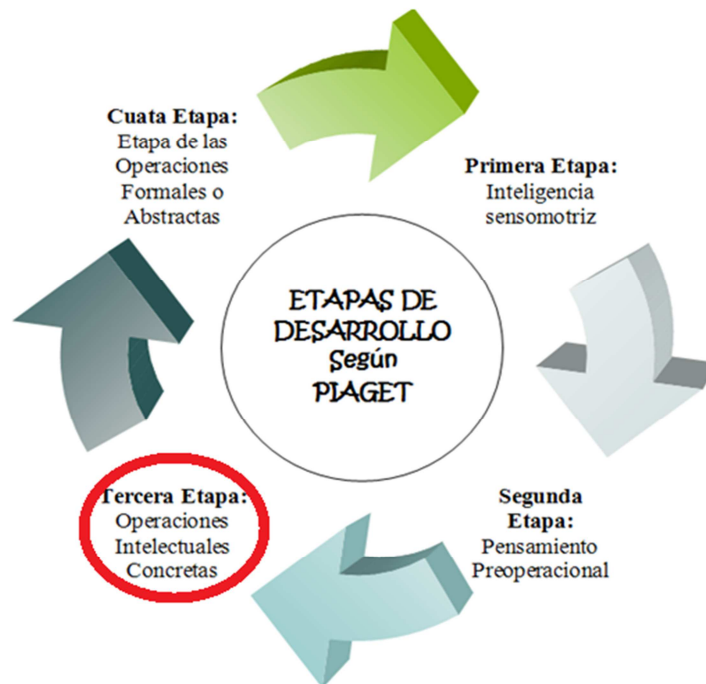 Cuata Etapa:
Etapa de las
Operaciones
Formales o
Abstractas
Primera Etapa:
Inteligencia
sensomotriz
ETAPAS DE
DESARROLLO
Según
PIAGET
Tercera Etapa:
Operaciones
Intelectuales
Concretas
Segunda
Etapa:
Pensamiento
Preoperacional